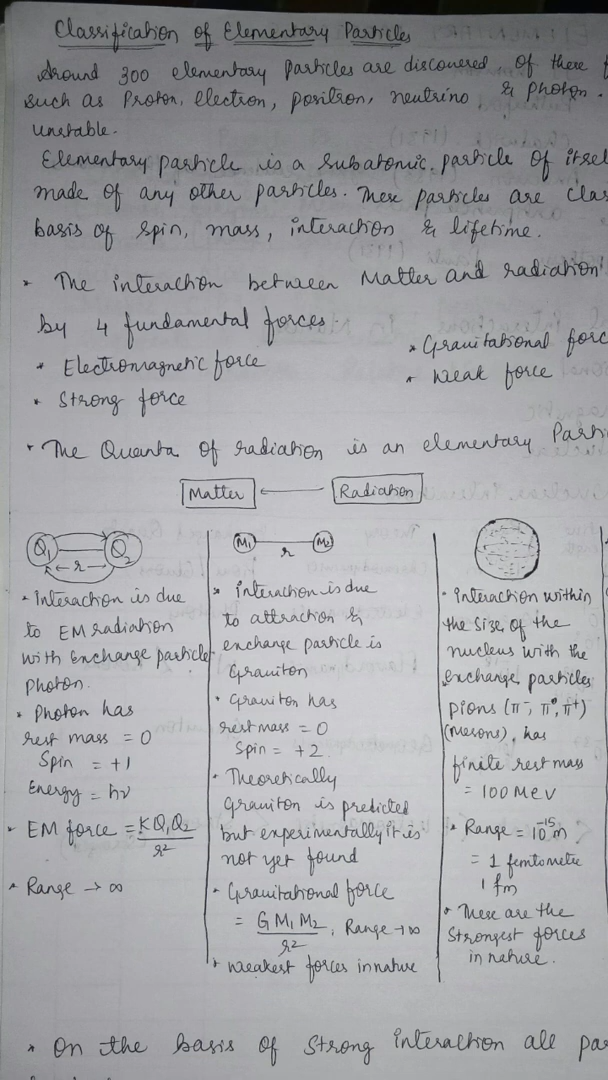 Classification of Elementary Particles
Around 300 elementary particles are discovered. Of there
such as Proton, electron, positron, neutrino & photon.
unstable.
Elementary particle is a subatomic particle of itsel
made of any other particles. These particles are clas
basis of spin, mass, interaction & lifetime.
* The interaction between Matter and radiation
by 4 fundamental forces.
* Electromagnetic force
* Gravitational forc
* Strong force
* Weak force
* The Quanta of radiation is an elementary Parti
Matter
Radiation
Q1
Q2
r
* Interaction is due
to EM radiation
with Exchange particle
photon.
* Photon has
rest mass = 0
Spin = +1
Energy = hν
* EM force = KQ1Q2/r²
* Range → ∞
M1
M2
r
* interaction is due
to attraction &
exchange particle is
Graviton
* Graviton has
rest mass = 0
Spin = +2
* Theoretically
Graviton is predicted
but experimentally it is
not yet found
* Gravitational force
= G M1 M2/r², Range → ∞
* Weakest forces in nature
* Interaction within
the size of the
nucleus with the
exchange particles
pions (π-, π⁰, π+)
(mesons), has
finite rest mass
= 100 MeV
* Range = 10^-15 m
= 1 femtometre
1 fm
* These are the
Strongest forces
in nature.
* On the basis of Strong interaction all pa